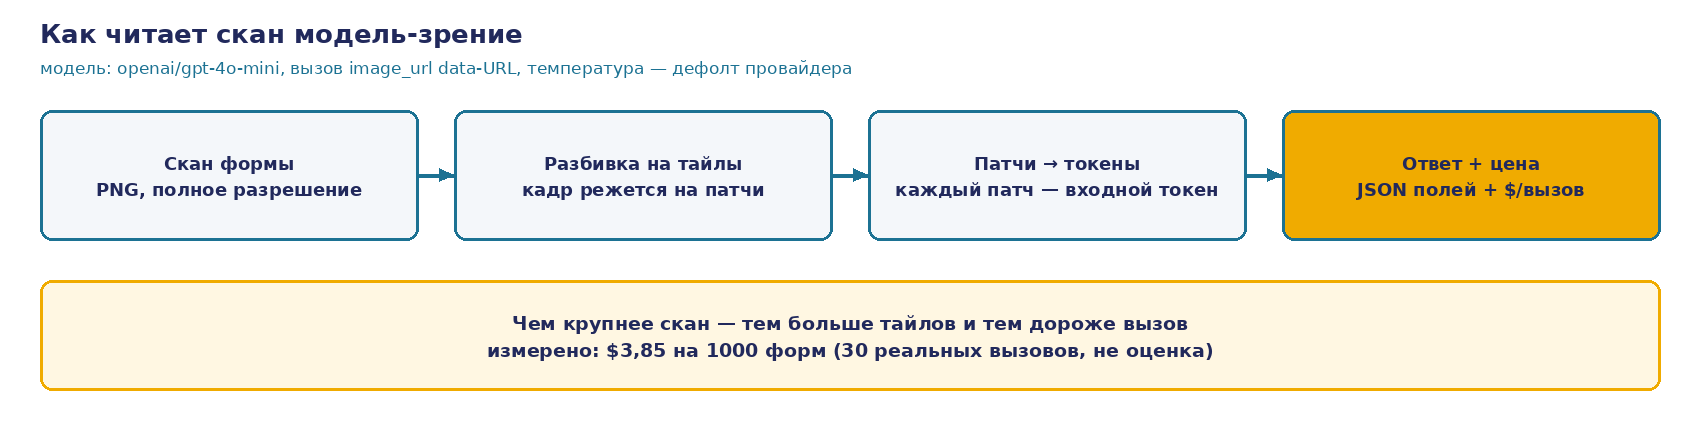 Как читает скан модель-зрение
модель: openai/gpt-4o-mini, вызов image_url data-URL, температура — дефолт провайдера
Скан формы
PNG, полное разрешение
Разбивка на тайлы
кадр режется на патчи
Патчи → токены
каждый патч — входной токен
Ответ + цена
JSON полей + $/вызов
Чем крупнее скан — тем больше тайлов и тем дороже вызов
измерено: $3,85 на 1000 форм (30 реальных вызовов, не оценка)